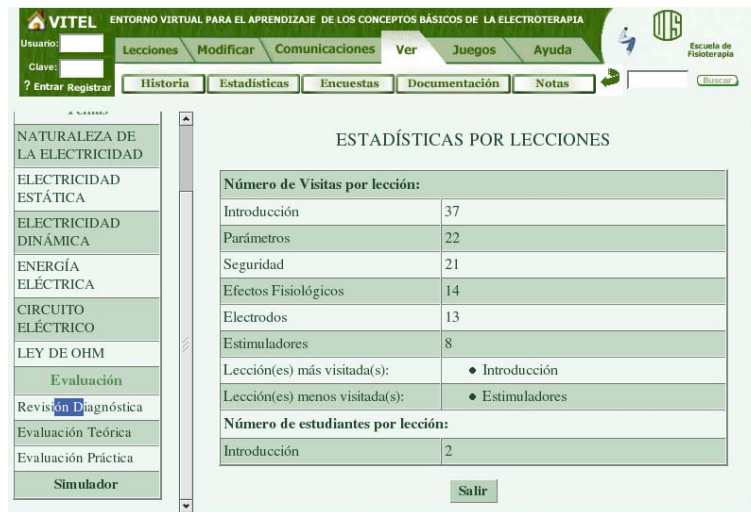 VITEL ENTORNO VIRTUAL PARA EL APRENDIZAJE DE LOS CONCEPTOS BÁSICOS DE LA ELECTROTERAPIA
UIS
Escuela de
Fisioterapia
Usuario:
Clave:
? Entrar Registrar
Lecciones Modificar Comunicaciones Ver Juegos Ayuda
Historia Estadísticas Encuestas Documentación Notas
Buscar
Temas
NATURALEZA DE
LA ELECTRICIDAD
ELECTRICIDAD
ESTÁTICA
ELECTRICIDAD
DINÁMICA
ENERGÍA
ELÉCTRICA
CIRCUITO
ELÉCTRICO
LEY DE OHM
Evaluación
Revisión Diagnóstica
Evaluación Teórica
Evaluación Práctica
Simulador
ESTADÍSTICAS POR LECCIONES
Número de Visitas por lección:
Introducción 37
Parámetros 22
Seguridad 21
Efectos Fisiológicos 14
Electrodos 13
Estimuladores 8
Lección(es) más visitada(s): • Introducción
Lección(es) menos visitada(s): • Estimuladores
Número de estudiantes por lección:
Introducción 2
Salir